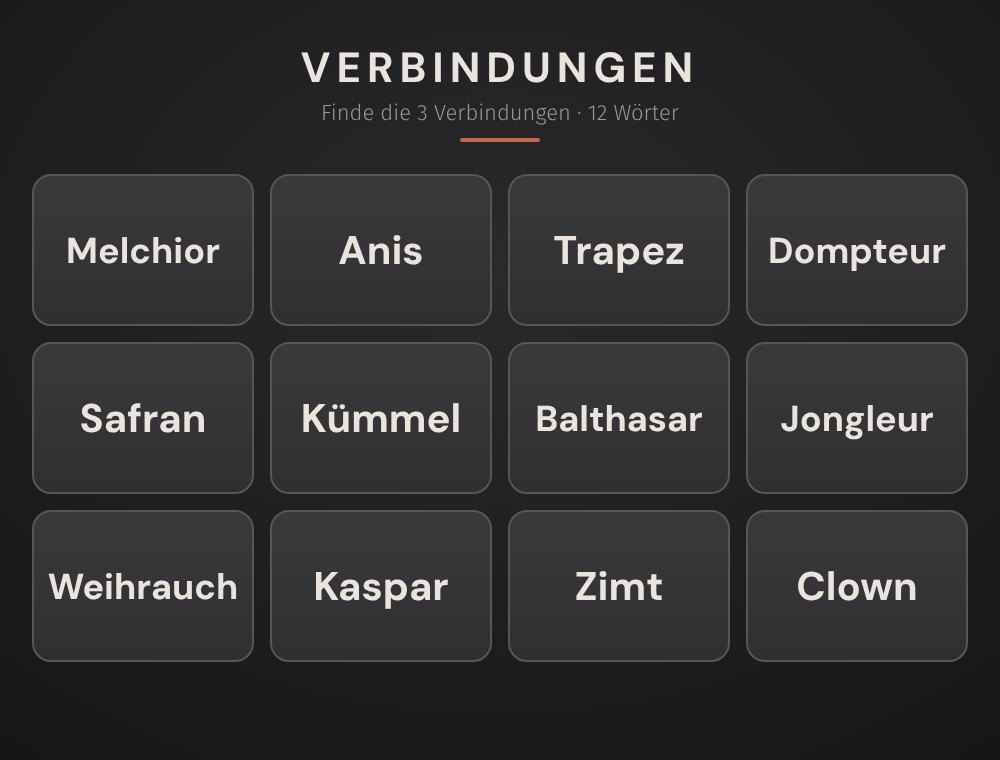 VERBINDUNGEN
Finde die 3 Verbindungen · 12 Wörter
Melchior
Anis
Trapez
Dompteur
Safran
Kümmel
Balthasar
Jongleur
Weihrauch
Kaspar
Zimt
Clown